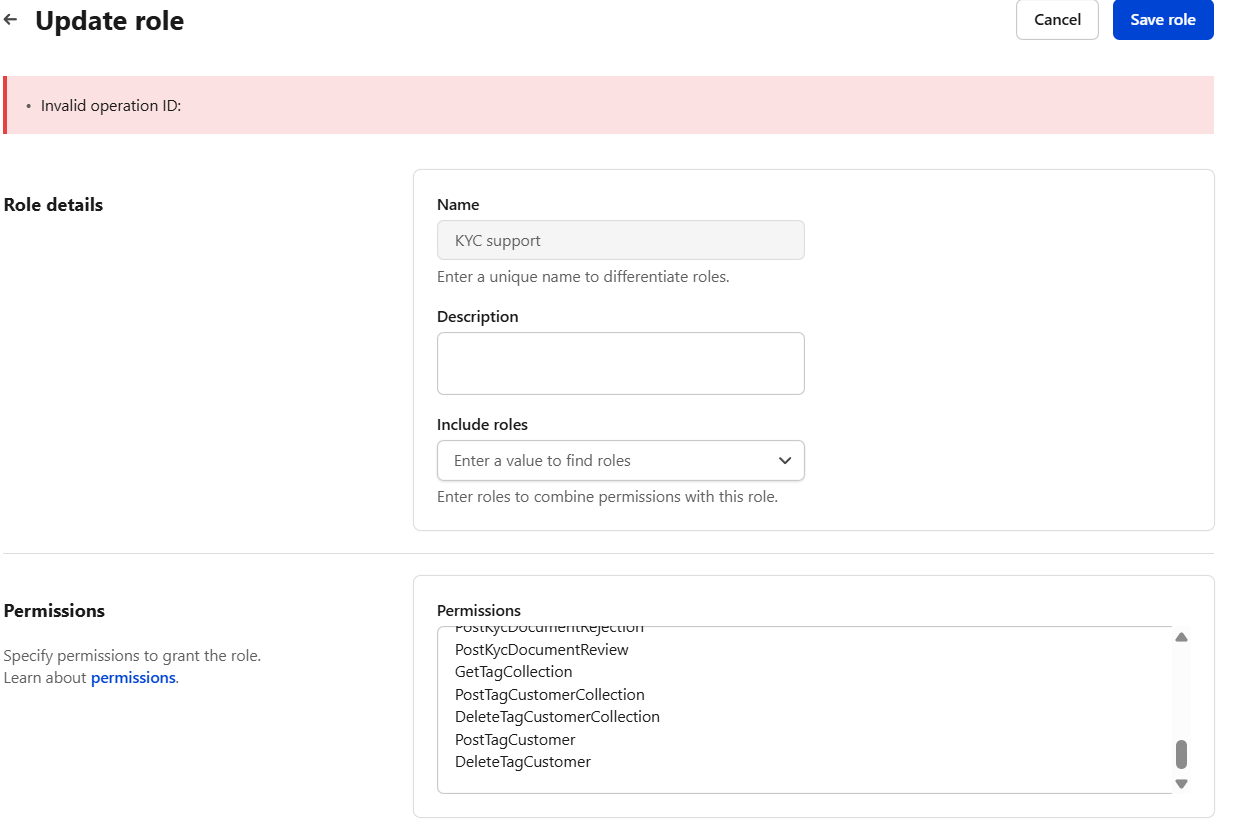 Update role
Cancel
Save role
Invalid operation ID:
Role details
Name
KYC support
Enter a unique name to differentiate roles.
Description
Include roles
Enter a value to find roles
Enter roles to combine permissions with this role.
Permissions
Specify permissions to grant the role.
Learn about permissions.
Permissions
PostKycDocumentRejection
PostKycDocumentReview
GetTagCollection
PostTagCustomerCollection
DeleteTagCustomerCollection
PostTagCustomer
DeleteTagCustomer